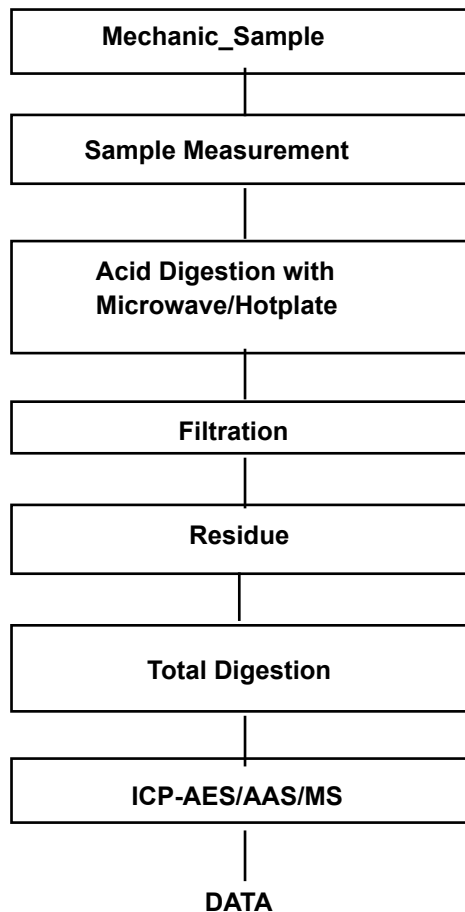 Mechanic_Sample
Sample Measurement
Acid Digestion with
Microwave/Hotplate
Filtration
Residue
Total Digestion
ICP-AES/AAS/MS
DATA